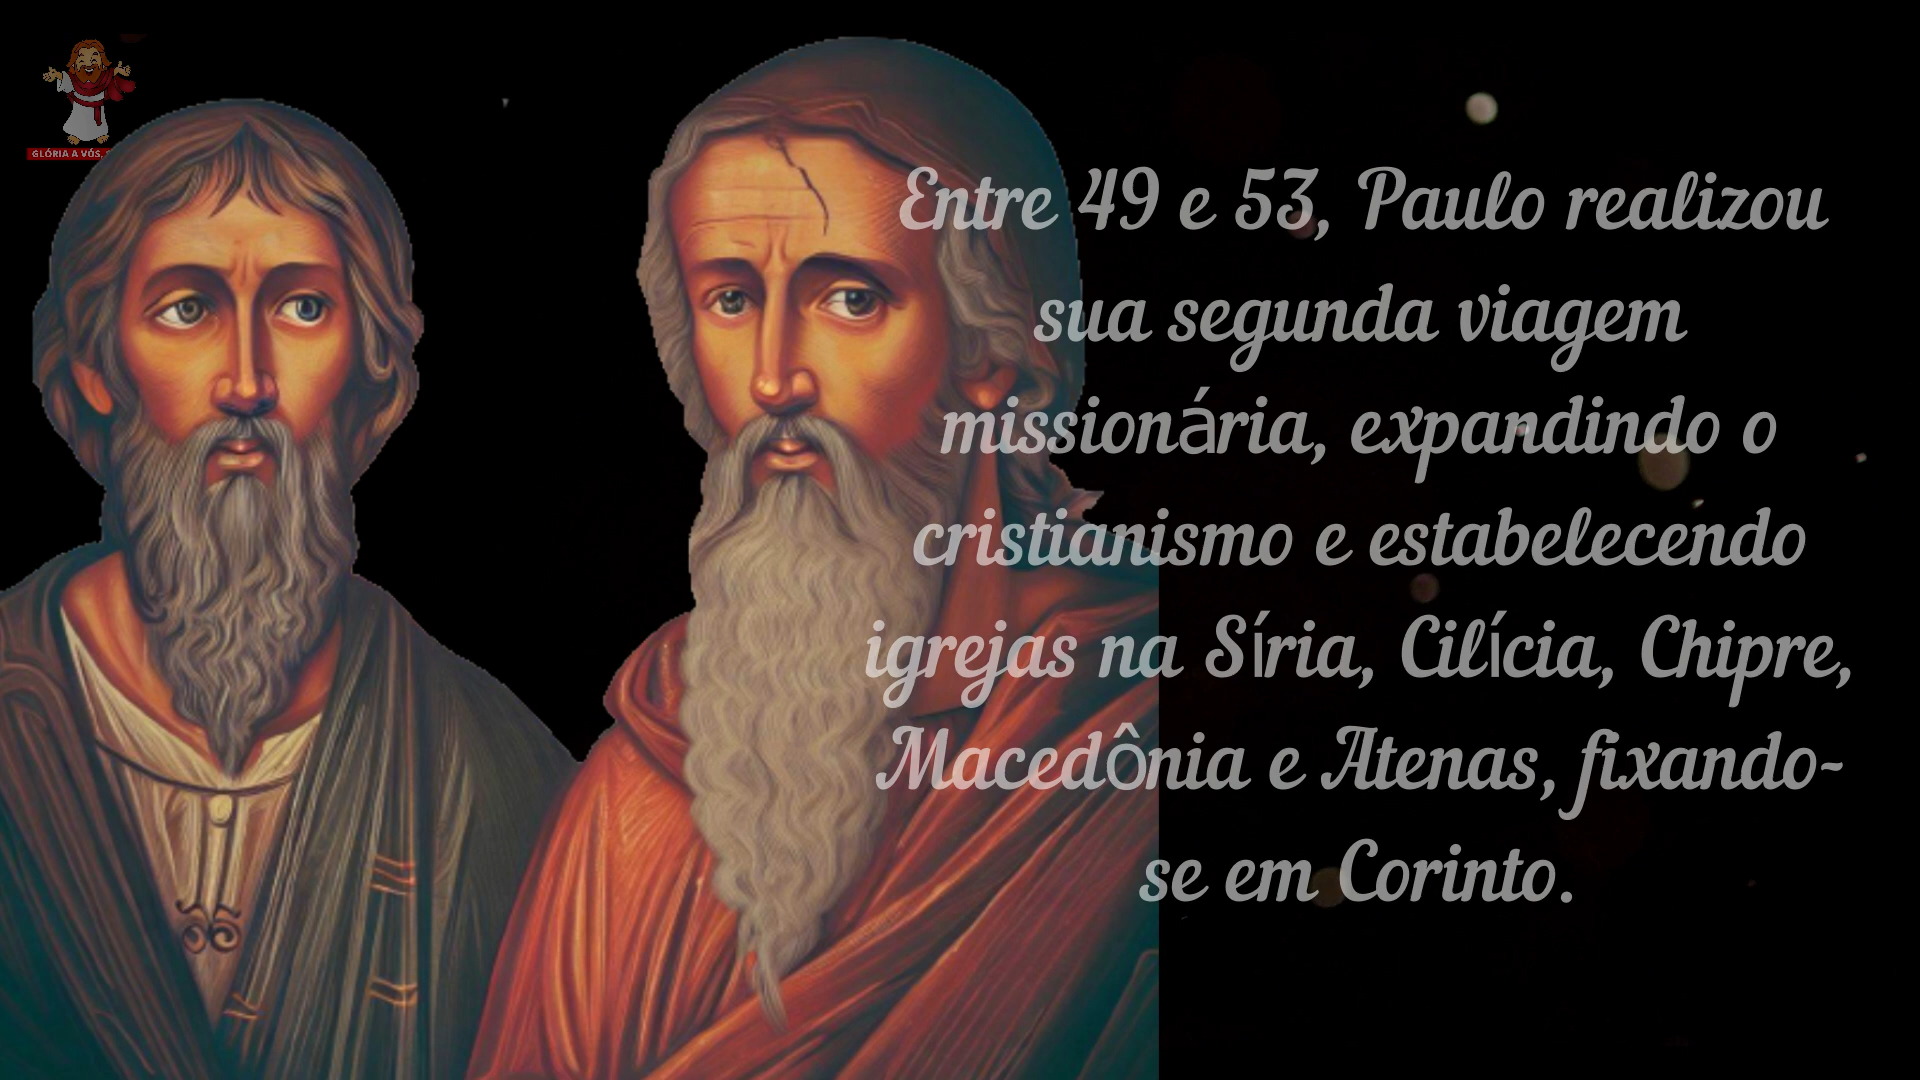 GLÓRIA A VÓS,
Entre 49 e 53, Paulo realizou
sua segunda viagem
missionária, expandindo o
cristianismo e estabelecendo
igrejas na Síria, Cilícia, Chipre,
Macedônia e Atenas, fixando-
se em Corinto.